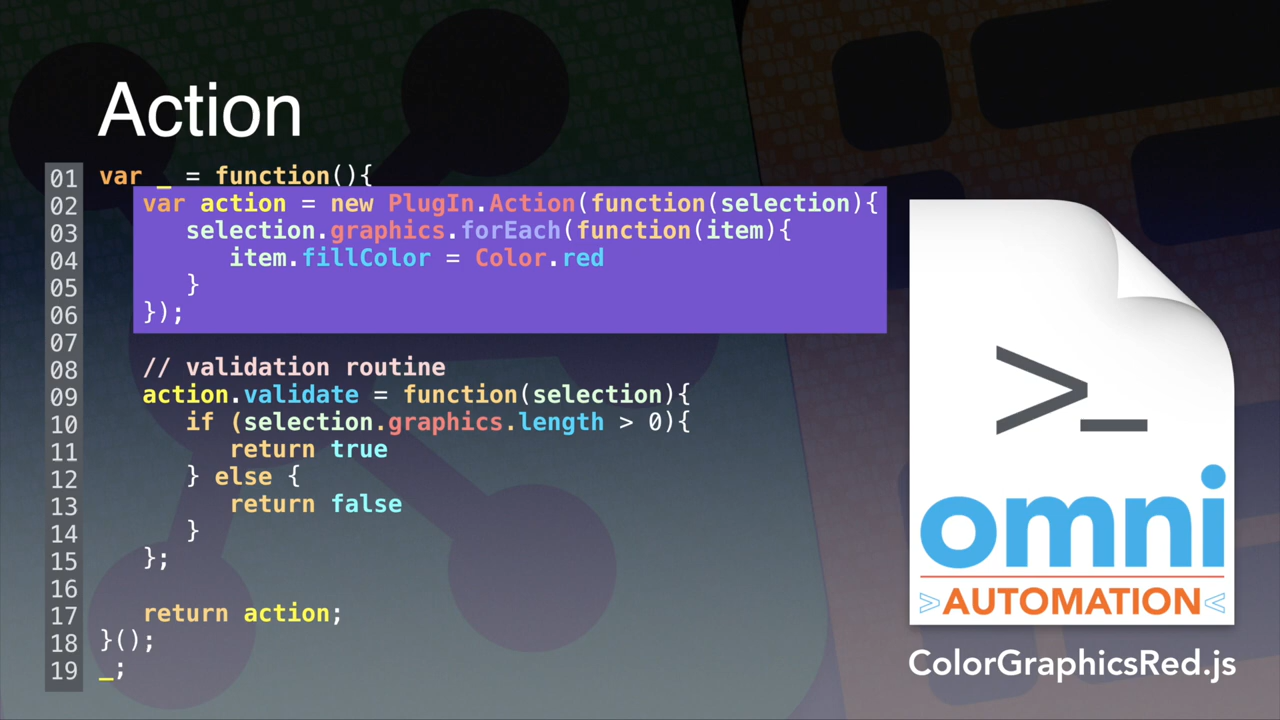 Action
01 var _ = function(){
02    var action = new PlugIn.Action(function(selection){
03       selection.graphics.forEach(function(item){
04          item.fillColor = Color.red
05       }
06    });
07
08    // validation routine
09    action.validate = function(selection){
10       if (selection.graphics.length > 0){
11          return true
12       } else {
13          return false
14       }
15    };
16
17    return action;
18 }();
19 _;
>_
omni
>AUTOMATION<
ColorGraphicsRed.js